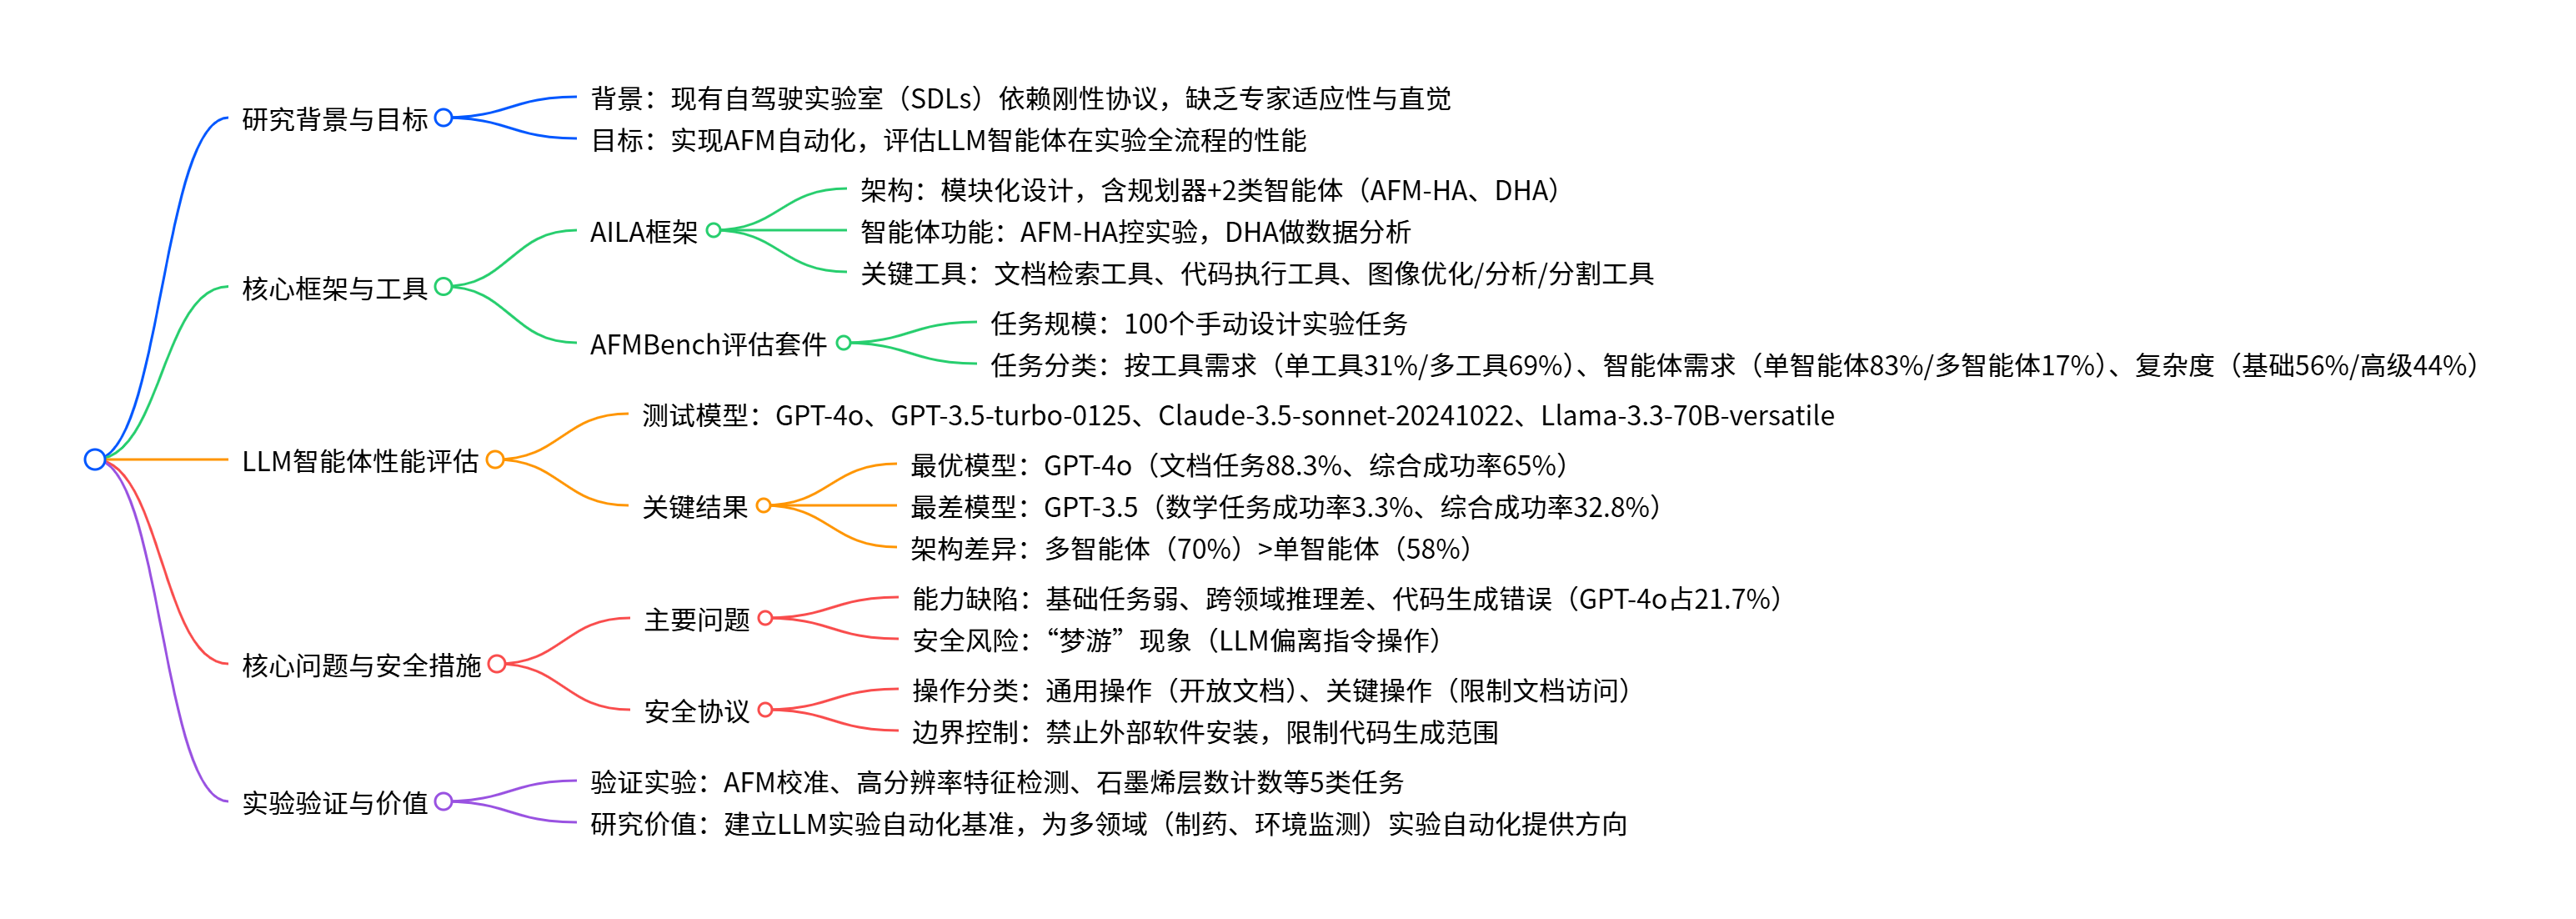 研究背景与目标
背景：现有自驾驶实验室（SDLs）依赖刚性协议，缺乏专家适应性与直觉
目标：实现AFM自动化，评估LLM智能体在实验全流程的性能
核心框架与工具
AILA框架
架构：模块化设计，含规划器+2类智能体（AFM-HA、DHA）
智能体功能：AFM-HA控实验，DHA做数据分析
关键工具：文档检索工具、代码执行工具、图像优化/分析/分割工具
AFMBench评估套件
任务规模：100个手动设计实验任务
任务分类：按工具需求（单工具31%/多工具69%）、智能体需求（单智能体83%/多智能体17%）、复杂度（基础56%/高级44%）
LLM智能体性能评估
测试模型：GPT-4o、GPT-3.5-turbo-0125、Claude-3.5-sonnet-20241022、Llama-3.3-70B-versatile
关键结果
最优模型：GPT-4o（文档任务88.3%、综合成功率65%）
最差模型：GPT-3.5（数学任务成功率3.3%、综合成功率32.8%）
架构差异：多智能体（70%）>单智能体（58%）
核心问题与安全措施
主要问题
能力缺陷：基础任务弱、跨领域推理差、代码生成错误（GPT-4o占21.7%）
安全风险：“梦游”现象（LLM偏离指令操作）
安全协议
操作分类：通用操作（开放文档）、关键操作（限制文档访问）
边界控制：禁止外部软件安装，限制代码生成范围
实验验证与价值
验证实验：AFM校准、高分辨率特征检测、石墨烯层数计数等5类任务
研究价值：建立LLM实验自动化基准，为多领域（制药、环境监测）实验自动化提供方向